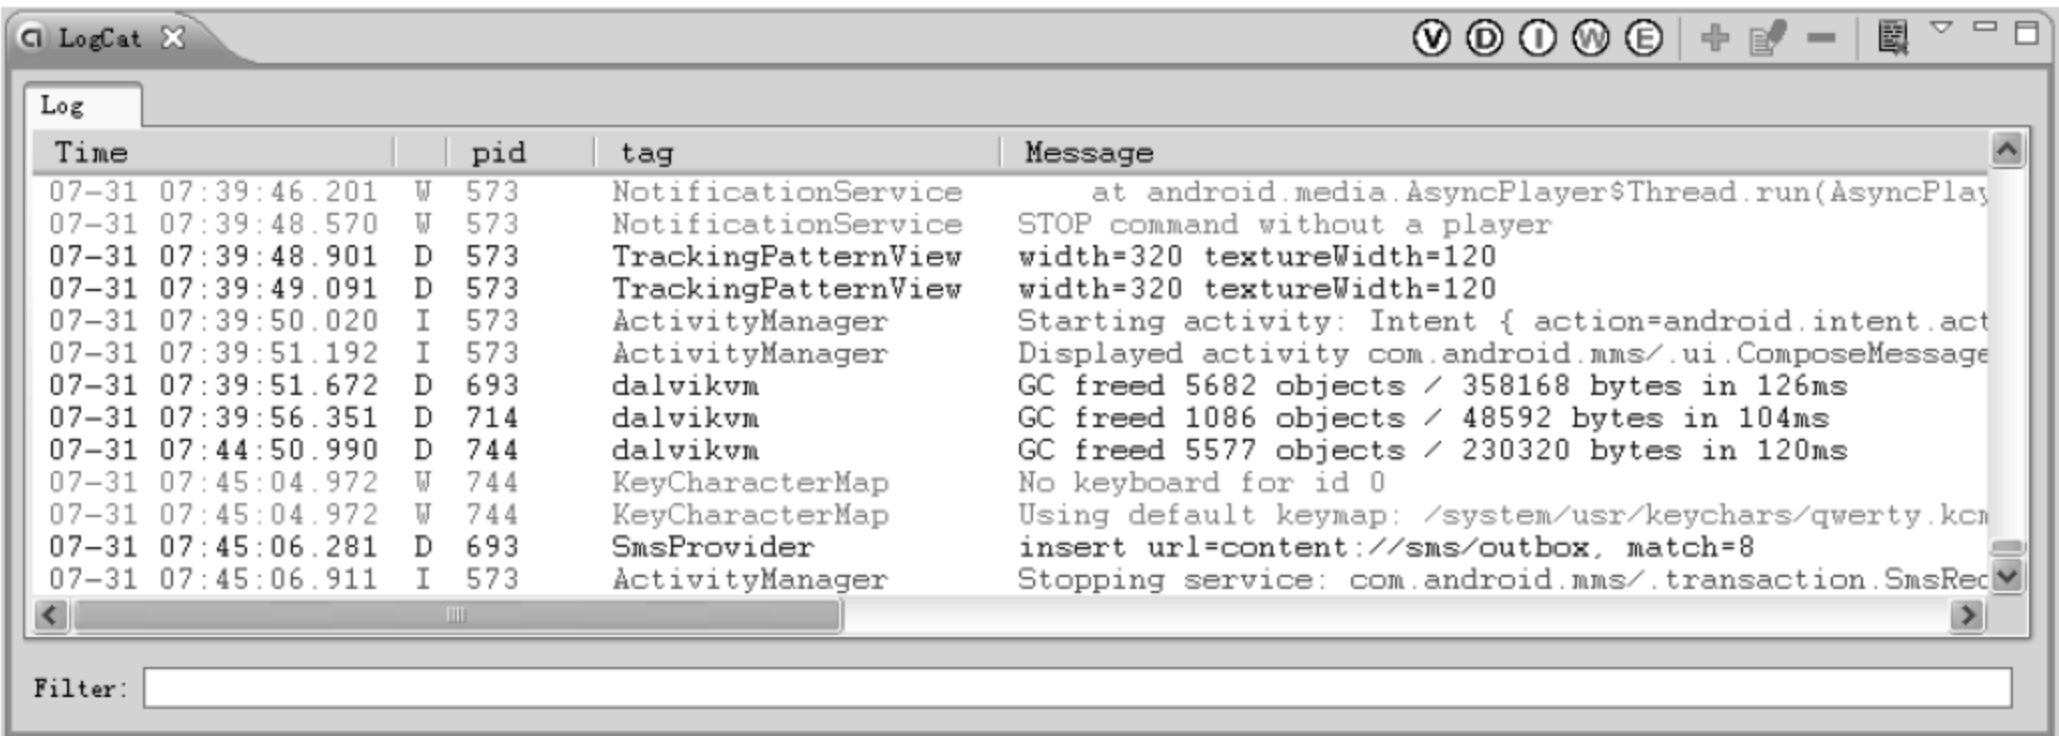 LogCat
V D I W E
Log
Time pid tag Message
07-31 07:39:46.201 W 573 NotificationService at android.media.AsyncPlayer$Thread.run(AsyncPlay
07-31 07:39:48.570 W 573 NotificationService STOP command without a player
07-31 07:39:48.901 D 573 TrackingPatternView width=320 textureWidth=120
07-31 07:39:49.091 D 573 TrackingPatternView width=320 textureWidth=120
07-31 07:39:50.020 I 573 ActivityManager Starting activity: Intent { action=android.intent.act
07-31 07:39:51.192 I 573 ActivityManager Displayed activity com.android.mms/.ui.ComposeMessage
07-31 07:39:51.672 D 693 dalvikvm GC freed 5682 objects / 358168 bytes in 126ms
07-31 07:39:56.351 D 714 dalvikvm GC freed 1086 objects / 48592 bytes in 104ms
07-31 07:44:50.990 D 744 dalvikvm GC freed 5577 objects / 230320 bytes in 120ms
07-31 07:45:04.972 W 744 KeyCharacterMap No keyboard for id 0
07-31 07:45:04.972 W 744 KeyCharacterMap Using default keymap: /system/usr/keychars/qwerty.kcm
07-31 07:45:06.281 D 693 SmsProvider insert url=content://sms/outbox, match=8
07-31 07:45:06.911 I 573 ActivityManager Stopping service: com.android.mms/.transaction.SmsRec
Filter: